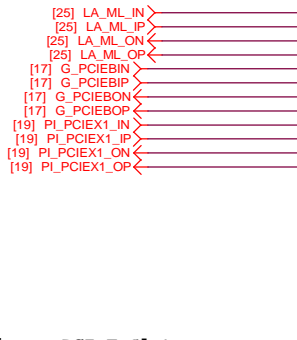 [25] LA_ML_IN
[25] LA_ML_IP
[25] LA_ML_ON
[25] LA_ML_OP
[17] G_PCIEBIN
[17] G_PCIEBIP
[17] G_PCIEBON
[17] G_PCIEBOP
[19] PI_PCIEX1_IN
[19] PI_PCIEX1_IP
[19] PI_PCIEX1_ON
[19] PI_PCIEX1_OP